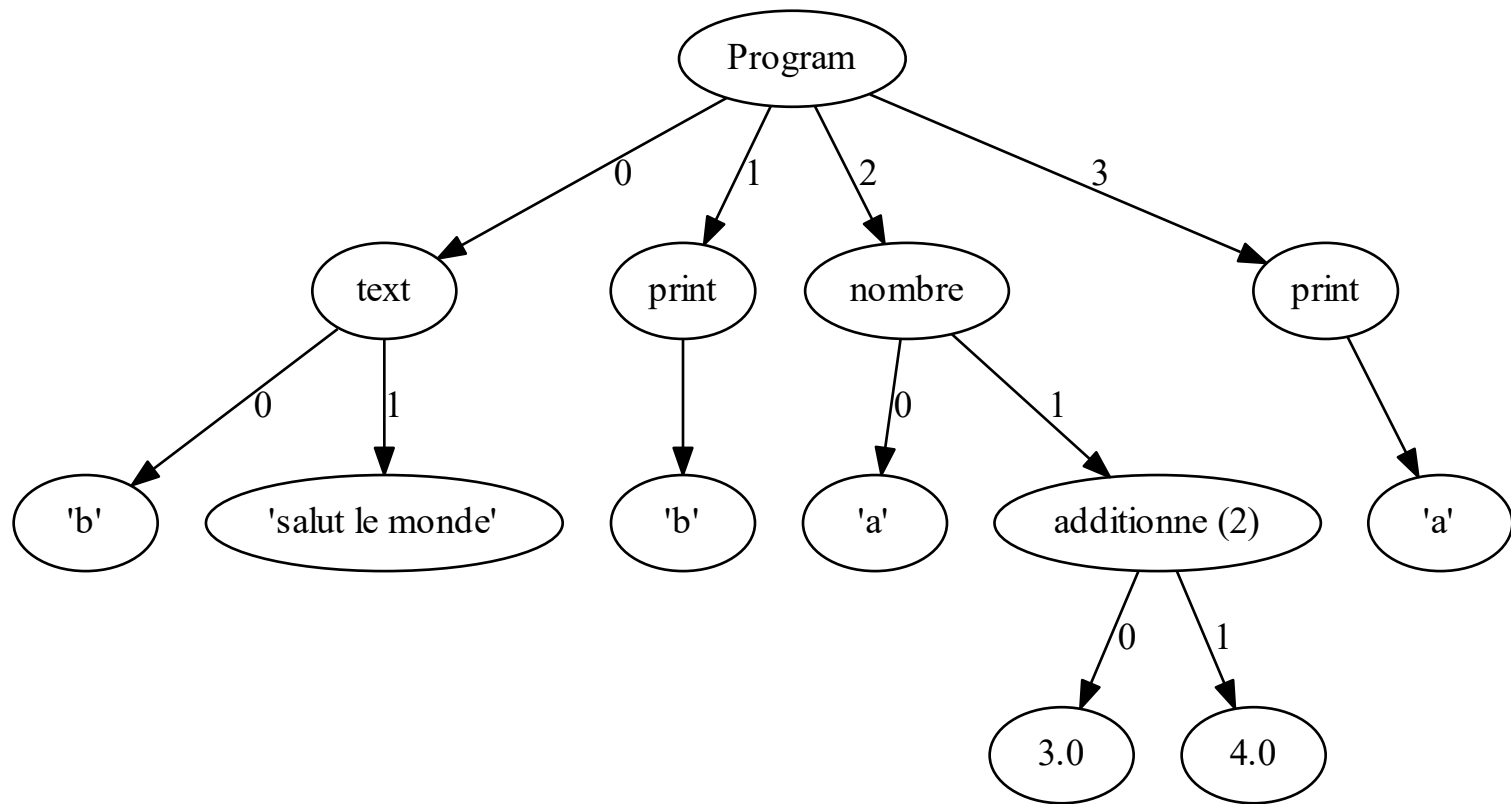 Program
0 1 2 3
text print nombre print
0 1 0 1
'b' 'salut le monde' 'b' 'a' additionne (2) 'a'
0 1
3.0 4.0